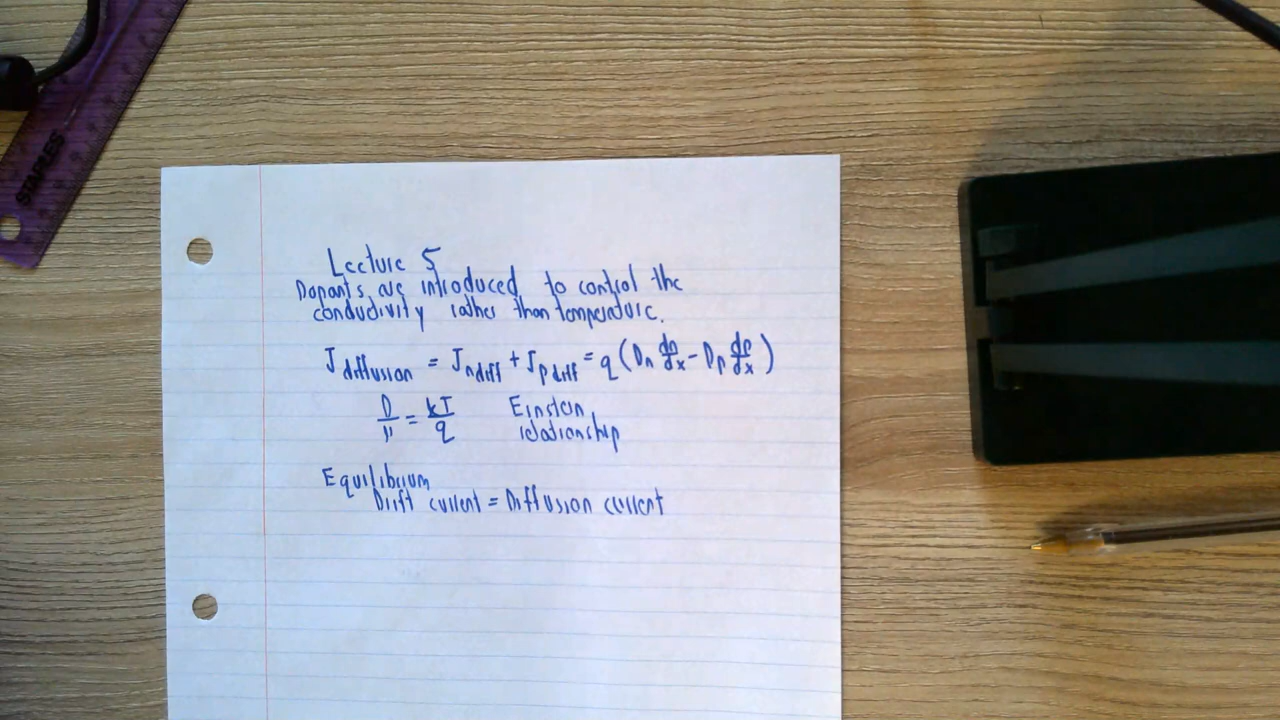 STAPLES
Lecture 5
Dopants are introduced to control the
conductivity rather than temperature.
J diffusion = J n diff + J p diff = q (Dn dn/dx - Dp dp/dx)
D/μ = kT/q Einstein
relationship
Equilibrium
Drift current = Diffusion current